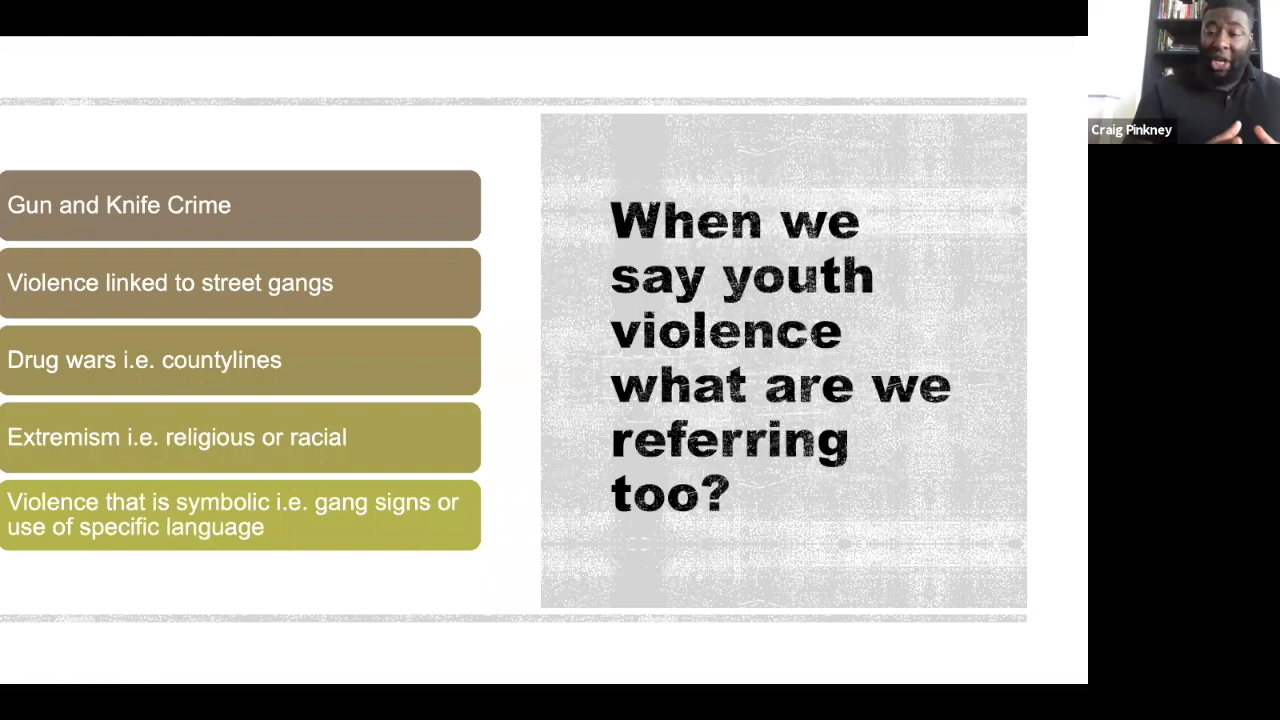 Gun and Knife Crime
Violence linked to street gangs
Drug wars i.e. countylines
Extremism i.e. religious or racial
Violence that is symbolic i.e. gang signs or
use of specific language
When we
say youth
violence
what are we
referring
too?
Craig Pinkney